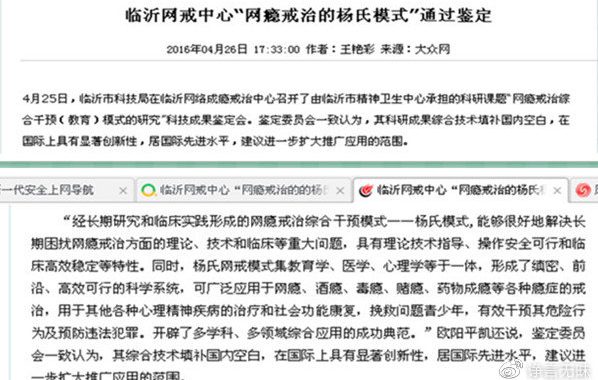 临沂网戒中心“网瘾戒治的杨氏模式”通过鉴定
2016年04月26日 17:33:00 作者：王艳彩 来源：大众网
4月25日，临沂市科技局在临沂网络成瘾戒治中心召开了由临沂市精神卫生中心承担的科研课题“网瘾戒治综
合干预（教育）模式的研究”科技成果鉴定会。鉴定委员会一致认为，其科研成果综合技术填补国内空白，在
国际上具有显著创新性，居国际先进水平，建议进一步扩大推广应用的范围。
一代安全上网导航
临沂网戒中心“网瘾戒治的的杨
临沂网戒中心“网瘾戒治的杨
“经长期研究和临床实践形成的网瘾戒治综合干预模式——杨氏模式，能够很好地解决长
期困扰网瘾戒治方面的理论、技术和临床等重大问题，具有理论技术指导、操作安全可行和临
床高效稳定等特性。同时，杨氏网戒模式集教育学、医学、心理学等于一体，形成了缜密、前
沿、高效可行的科学系统，可广泛应用于网瘾、酒瘾、毒瘾、赌瘾、药物成瘾等各种瘾症的戒
治，用于其他各种心理精神疾病的治疗和社会功能康复，挽救问题青少年，有效干预其危险行
为及预防违法犯罪。开辟了多学科、多领域综合应用的成功典范。”欧阳平凯还说，鉴定委员
会一致认为，其综合技术填补国内空白，在国际上具有显著创新性，居国际先进水平，建议进
一步扩大推广应用的范围。